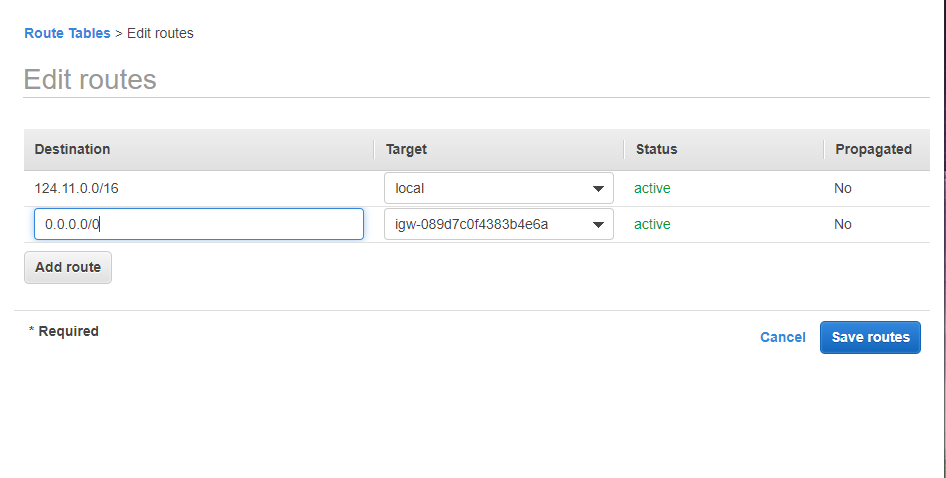 Route Tables > Edit routes
Edit routes
Destination Target Status Propagated
124.11.0.0/16 local active No
0.0.0.0/0 igw-089d7c0f4383b4e6a active No
Add route
* Required
Cancel Save routes